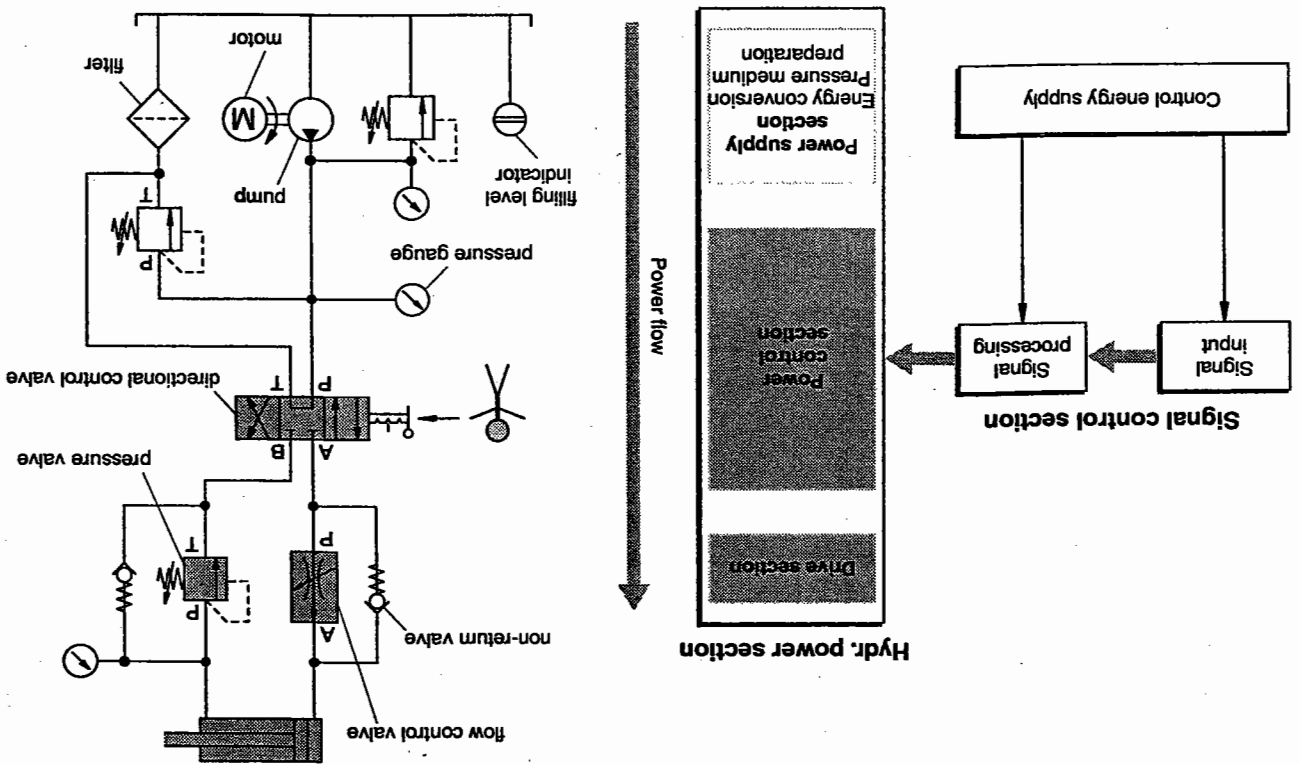 Hydr. power section
Drive section
Power
control
section
Power supply
section
Energy conversion
Pressure medium
preparation
Signal control section
Signal
input
Signal
processing
Control energy supply
Power flow
flow control valve
non-return valve
A
P
P
T
pressure valve
A
B
P
T
directional control valve
pressure gauge
P
T
filling level
indicator
pump
M
motor
filter